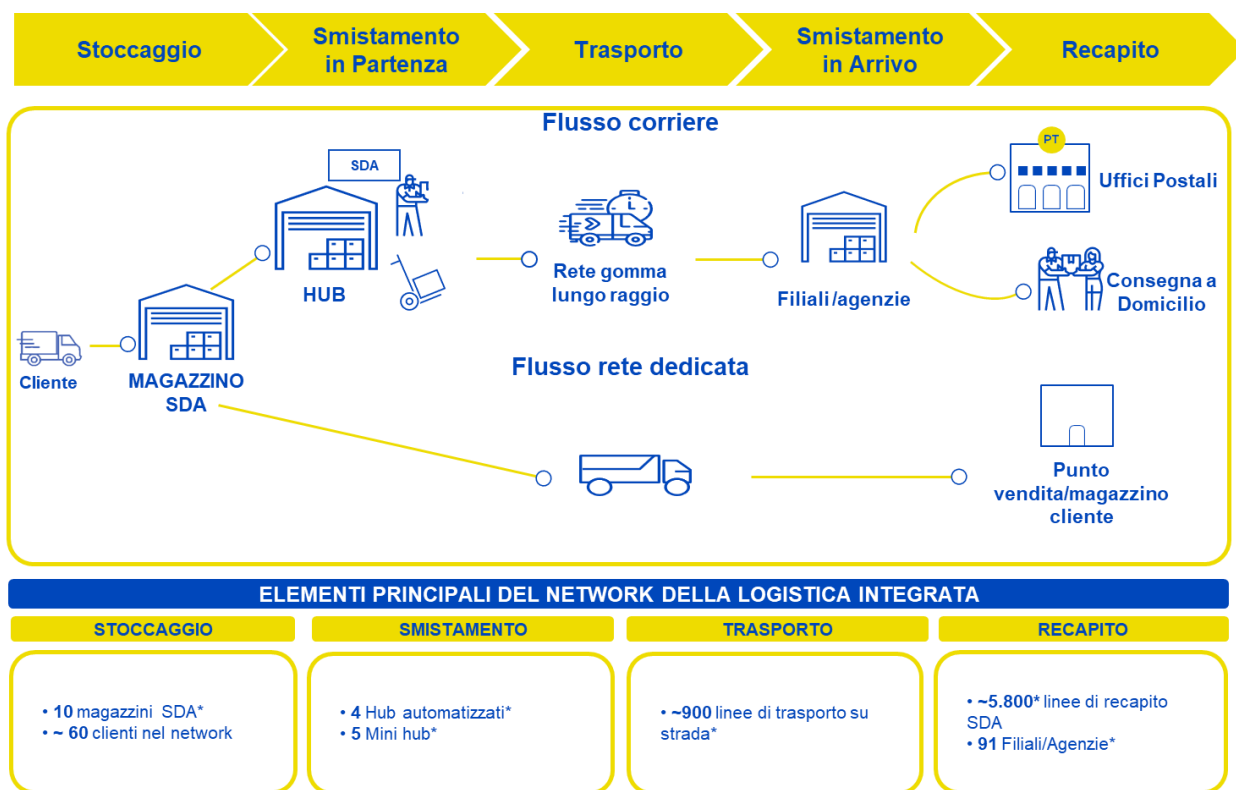 Stoccaggio
Smistamento
in Partenza
Trasporto
Smistamento
in Arrivo
Recapito
Flusso corriere
SDA
HUB
Rete gomma
lungo raggio
Filiali/agenzie
PT
Uffici Postali
Consegna a
Domicilio
Cliente
MAGAZZINO
SDA
Flusso rete dedicata
Punto
vendita/magazzino
cliente
ELEMENTI PRINCIPALI DEL NETWORK DELLA LOGISTICA INTEGRATA
STOCCAGGIO
• 10 magazzini SDA*
• ~ 60 clienti nel network
SMISTAMENTO
• 4 Hub automatizzati*
• 5 Mini hub*
TRASPORTO
• ~900 linee di trasporto su
strada*
RECAPITO
• ~5.800* linee di recapito
SDA
• 91 Filiali/Agenzie*